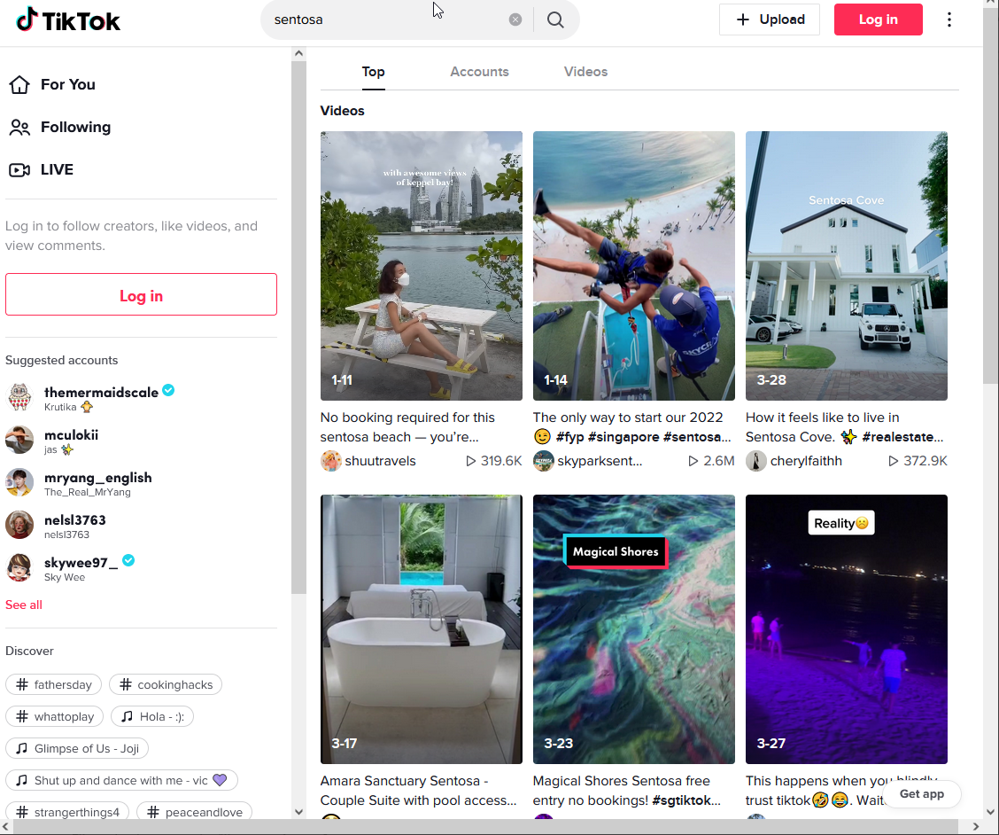 TikTok
sentosa
Upload
Log in
For You
Following
LIVE
Log in to follow creators, like videos, and
view comments.
Log in
Suggested accounts
themermaidscale
Krutika 🐥
mculokii
jas ✨
mryang_english
The_Real_MrYang
nelsl3763
nelsl3763
skywee97_
Sky Wee
See all
Discover
# fathersday
# cookinghacks
# whattoplay
♫ Hola - :):
♫ Glimpse of Us - Joji
♫ Shut up and dance with me - vic 💜
# strangerthings4
# peaceandlove
Top
Accounts
Videos
Videos
with awesome views
of keppel bay!
1-11
No booking required for this
sentosa beach — you're...
shuutravels
319.6K
SKYPARK
1-14
The only way to start our 2022
😉 #fyp #singapore #sentosa...
skyparksent...
2.6M
Sentosa Cove
3-28
How it feels like to live in
Sentosa Cove. ✨ #realestate...
cherylfaithh
372.9K
3-17
Amara Sanctuary Sentosa -
Couple Suite with pool access...
Magical Shores
3-23
Magical Shores Sentosa free
entry no bookings! #sgtiktok...
Reality☹️
3-27
This happens when you blindly
trust tiktok🤣😂. Wait
Get app